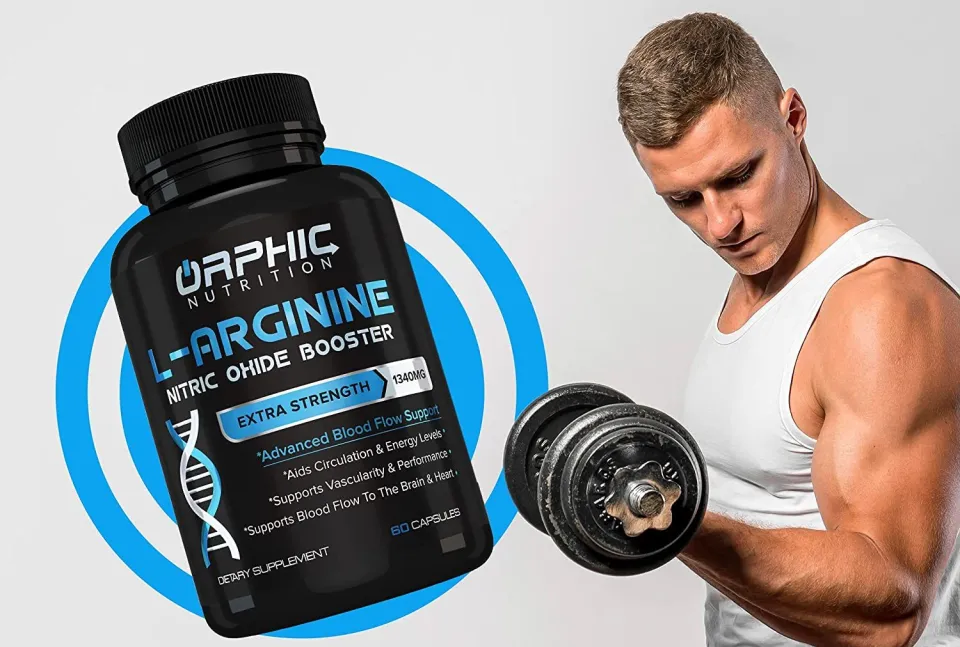 ORPHIC
NUTRITION
L-ARGININE
NITRIC OXIDE BOOSTER
EXTRA STRENGTH 1340MG
*Advanced Blood Flow Support
*Aids Circulation & Energy Levels*
*Supports Vascularity & Performance*
*Supports Blood Flow To The Brain & Heart*
DIETARY SUPPLEMENT
60 CAPSULES